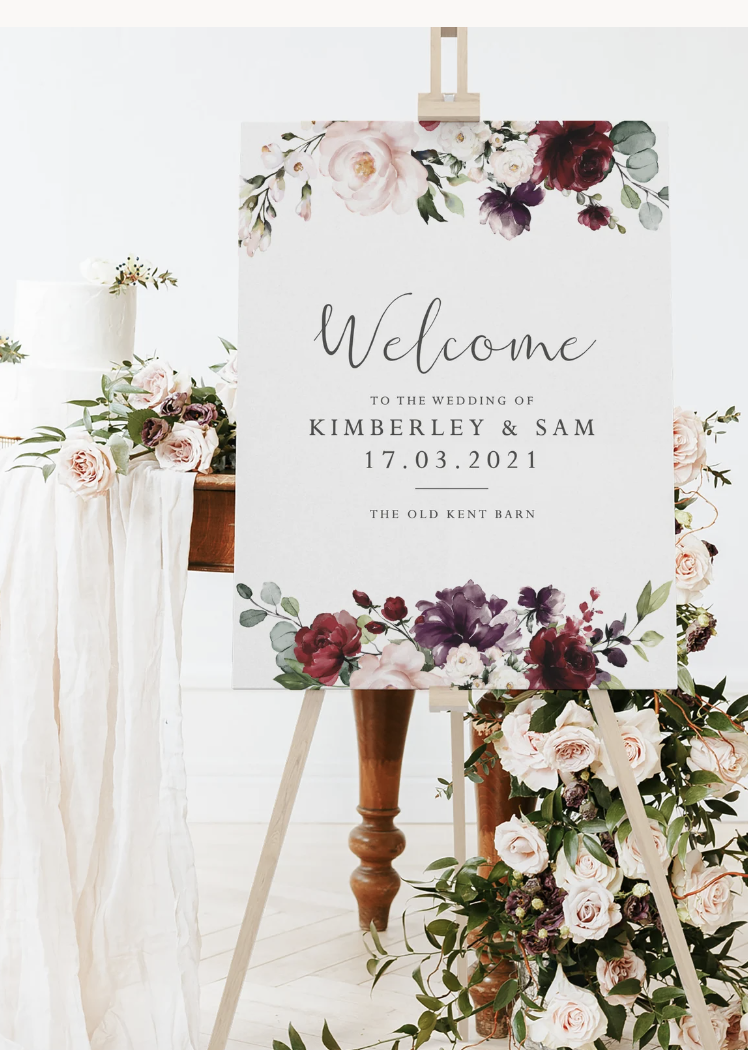 Welcome
TO THE WEDDING OF
KIMBERLEY & SAM
17.03.2021
THE OLD KENT BARN